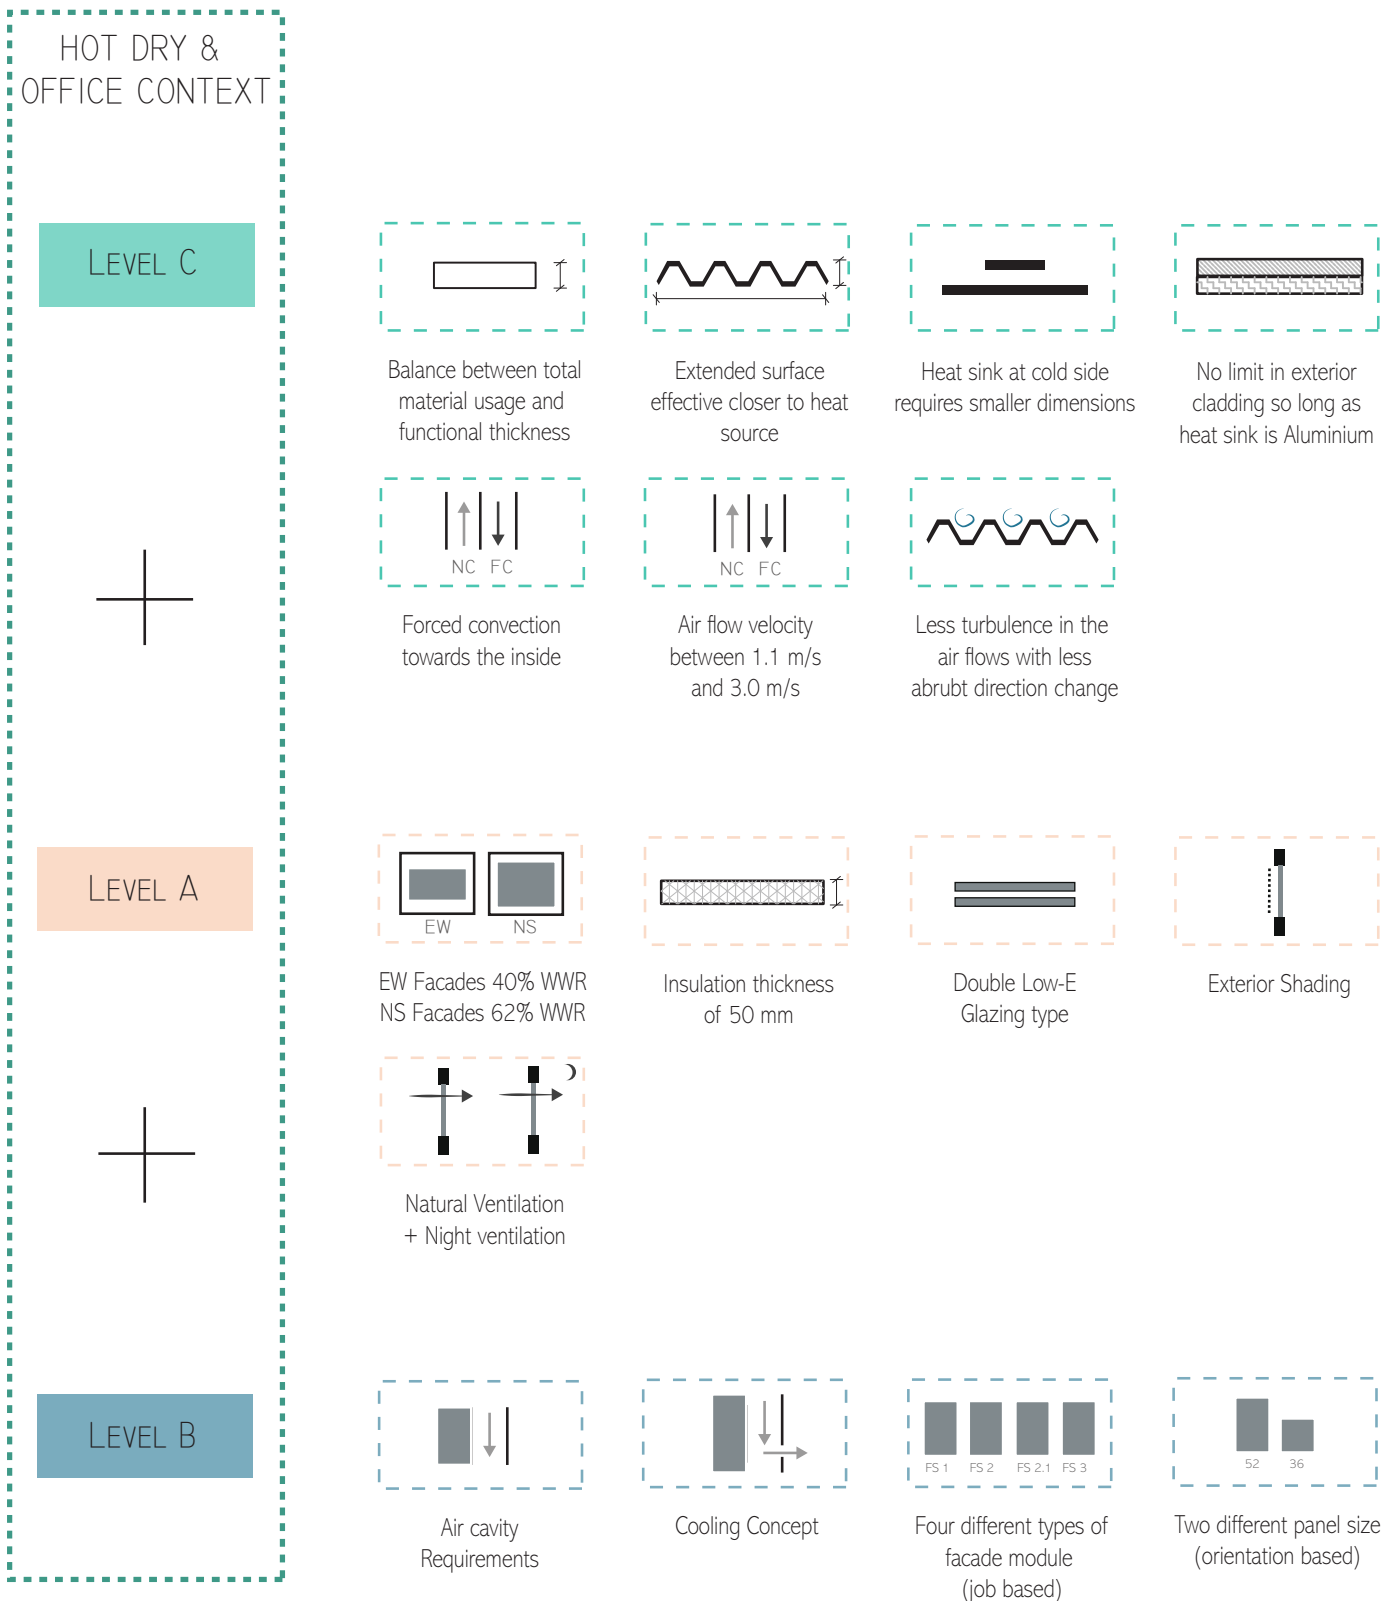 HOT DRY &
OFFICE CONTEXT
LEVEL C
Balance between total
material usage and
functional thickness
Extended surface
effective closer to heat
source
Heat sink at cold side
requires smaller dimensions
No limit in exterior
cladding so long as
heat sink is Aluminium
NC FC
Forced convection
towards the inside
NC FC
Air flow velocity
between 1.1 m/s
and 3.0 m/s
Less turbulence in the
air flows with less
abrubt direction change
LEVEL A
EW NS
EW Facades 40% WWR
NS Facades 62% WWR
Insulation thickness
of 50 mm
Double Low-E
Glazing type
Exterior Shading
Natural Ventilation
+ Night ventilation
LEVEL B
Air cavity
Requirements
Cooling Concept
FS 1 FS 2 FS 2.1 FS 3
Four different types of
facade module
(job based)
52 36
Two different panel size
(orientation based)